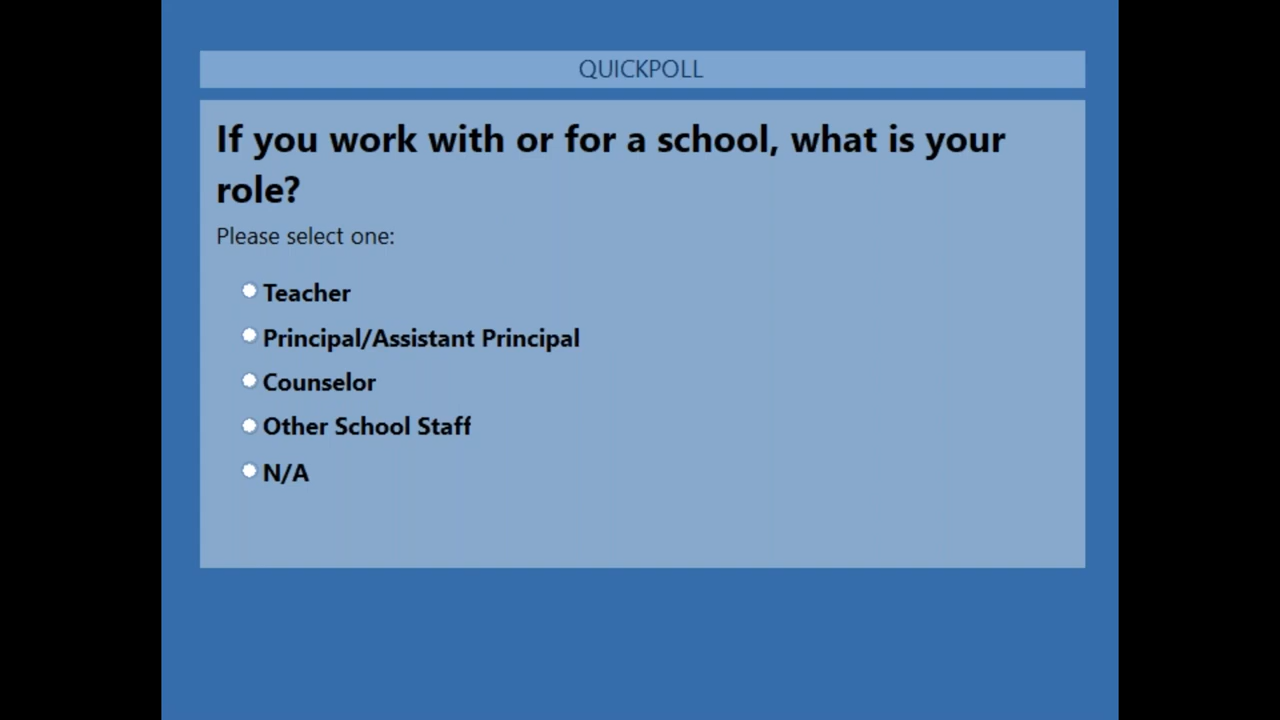 QUICKPOLL
If you work with or for a school, what is your
role?
Please select one:
Teacher
Principal/Assistant Principal
Counselor
Other School Staff
N/A